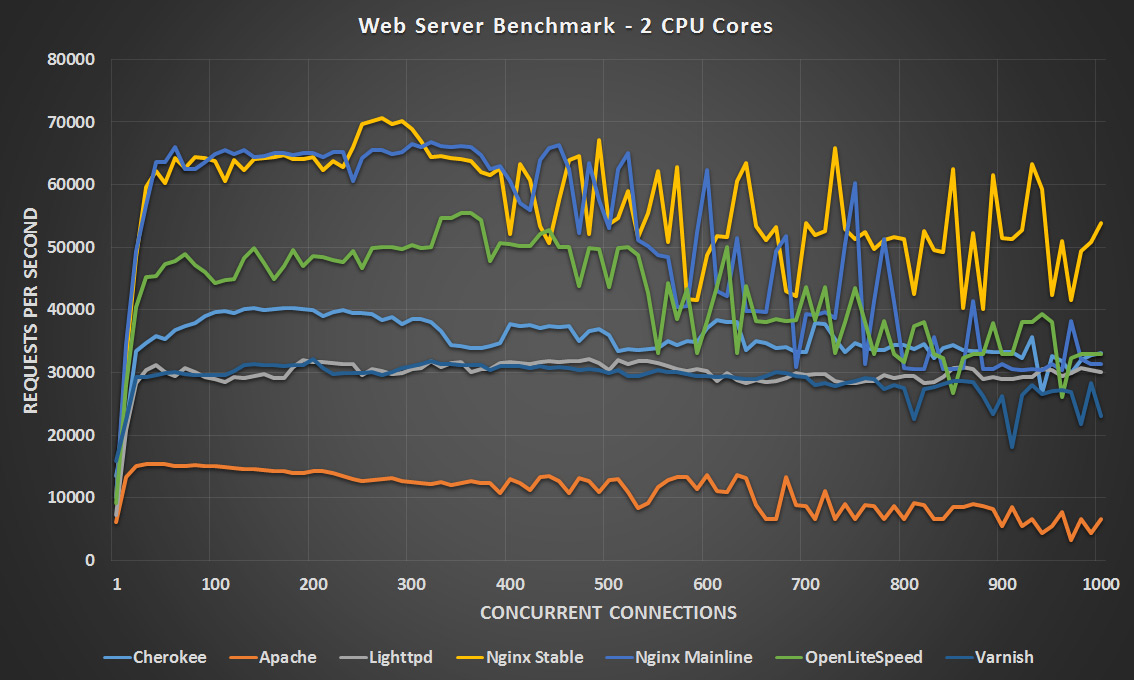 Web Server Benchmark - 2 CPU Cores
REQUESTS PER SECOND
80000
70000
60000
50000
40000
30000
20000
10000
0
1 100 200 300 400 500 600 700 800 900 1000
CONCURRENT CONNECTIONS
Cherokee Apache Lighttpd Nginx Stable Nginx Mainline OpenLiteSpeed Varnish